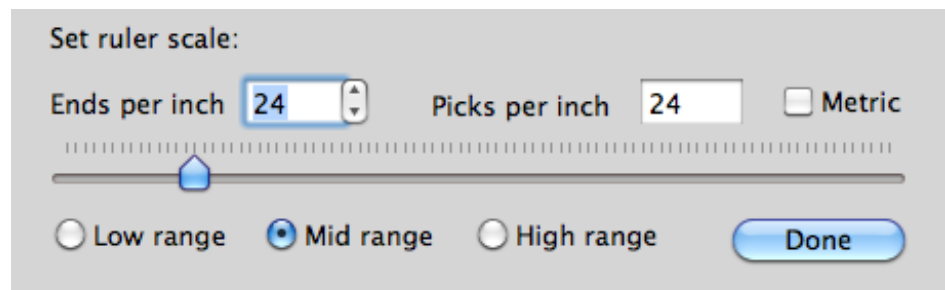 Set ruler scale:
Ends per inch 24 Picks per inch 24 Metric
Low range Mid range High range Done